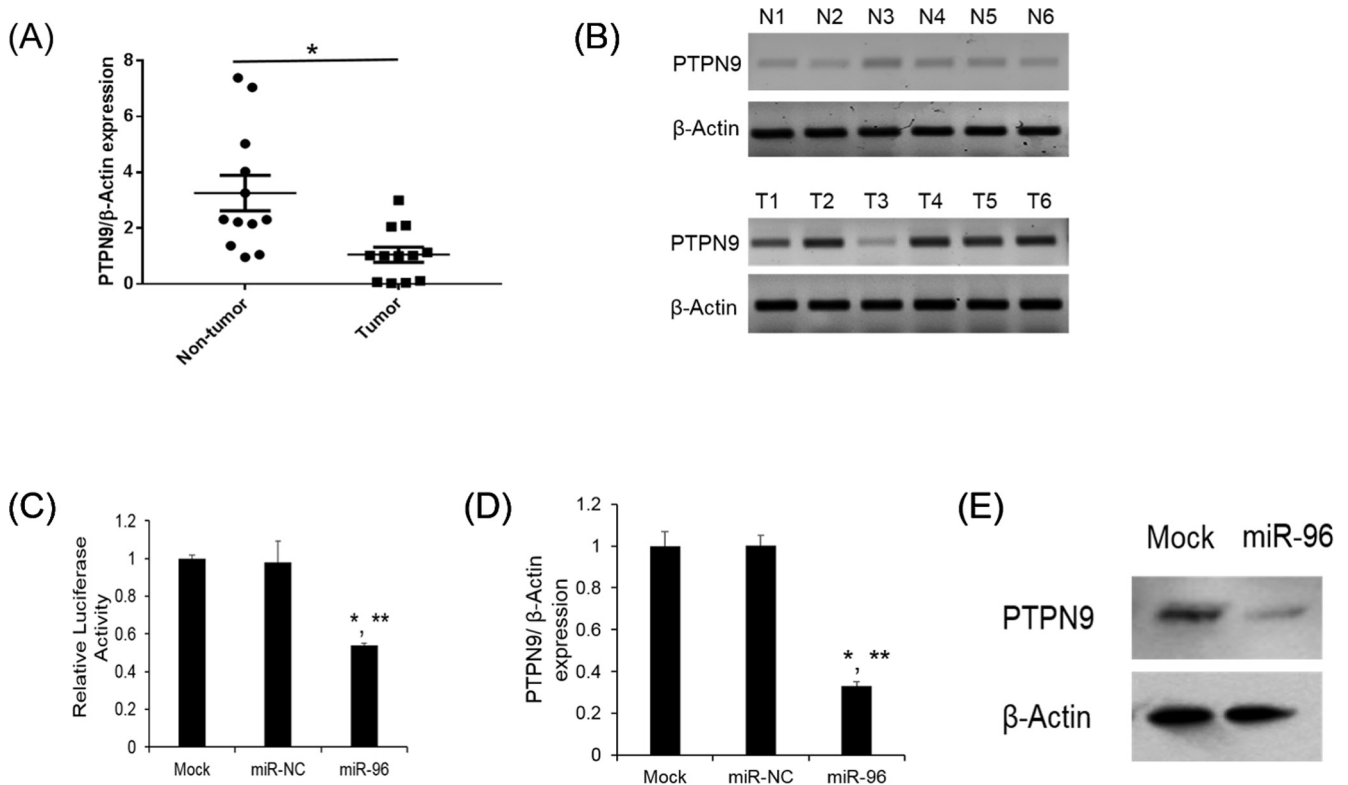 (A)
*
PTPN9/β-Actin expression
8
6
4
2
0
Non-tumor
Tumor
(B)
N1 N2 N3 N4 N5 N6
PTPN9
β-Actin
T1 T2 T3 T4 T5 T6
PTPN9
β-Actin
(C)
Relative Luciferase
Activity
1.2
1
0.8
0.6
0.4
0.2
0
*, **
Mock miR-NC miR-96
(D)
PTPN9/ β-Actin
expression
1.2
1
0.8
0.6
0.4
0.2
0
*, **
Mock miR-NC miR-96
(E)
Mock miR-96
PTPN9
β-Actin